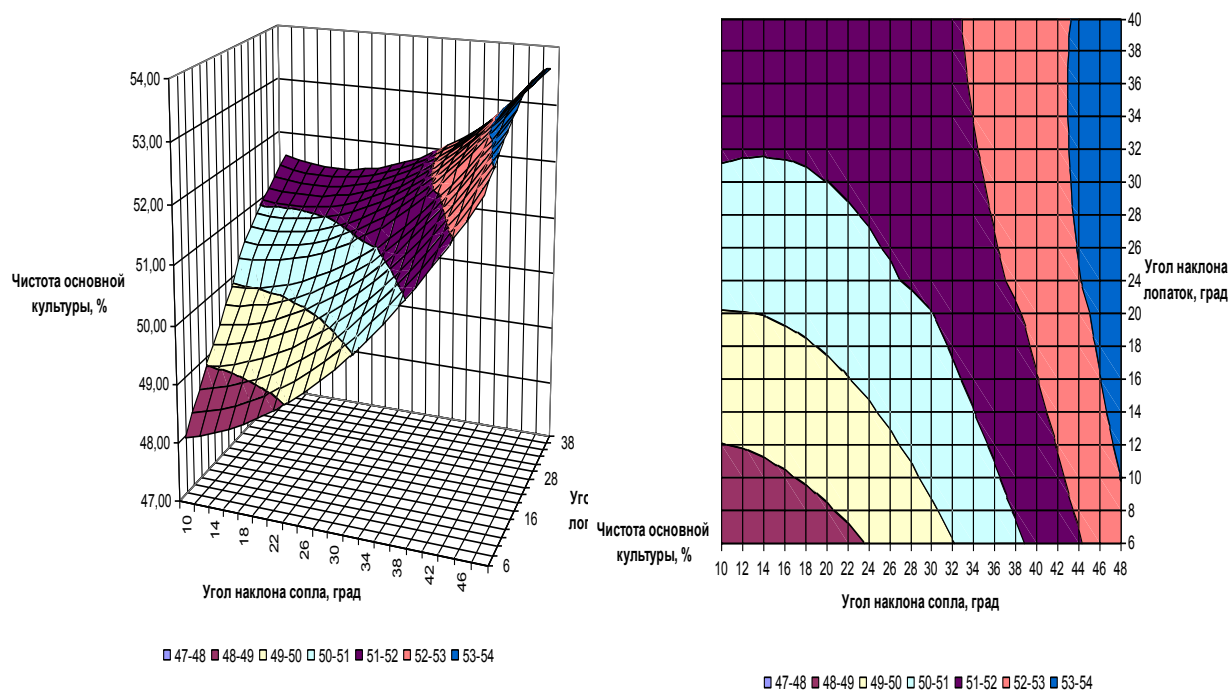 54,00
53,00
52,00
51,00
50,00
49,00
48,00
47,00
Чистота основной
культуры, %
10 14 18 22 26 30 34 38 42 46
Угол наклона сопла, град
38
28
16
6
Уго
лоп
47-48 48-49 49-50 50-51 51-52 52-53 53-54
40
38
36
34
32
30
28
26
24
20
18
16
14
12
10
8
6
Угол наклона
лопаток, град
Чистота основной
культуры, %
10 12 14 16 18 20 22 24 26 28 30 32 34 36 38 40 42 44 46 48
Угол наклона сопла, град
47-48 48-49 49-50 50-51 51-52 52-53 53-54